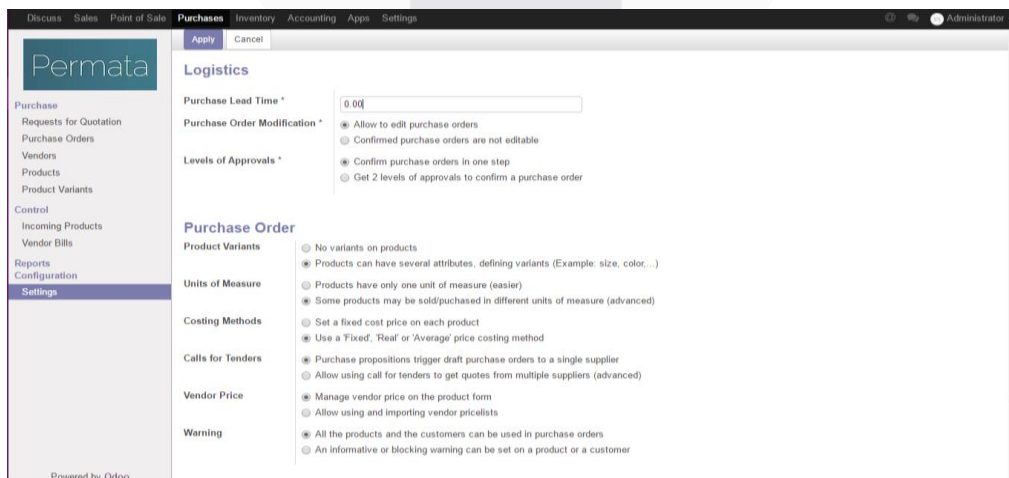 Discuss Sales Point of Sale Purchases Inventory Accounting Apps Settings Administrator
Apply Cancel
Permata
Purchase
Requests for Quotation
Purchase Orders
Vendors
Products
Product Variants
Control
Incoming Products
Vendor Bills
Reports
Configuration
Settings
Powered by Odoo
Logistics
Purchase Lead Time * 0.00
Purchase Order Modification * Allow to edit purchase orders
Confirmed purchase orders are not editable
Levels of Approvals * Confirm purchase orders in one step
Get 2 levels of approvals to confirm a purchase order
Purchase Order
Product Variants No variants on products
Products can have several attributes, defining variants (Example: size, color,...)
Units of Measure Products have only one unit of measure (easier)
Some products may be sold/puchased in different units of measure (advanced)
Costing Methods Set a fixed cost price on each product
Use a 'Fixed', 'Real' or 'Average' price costing method
Calls for Tenders Purchase propositions trigger draft purchase orders to a single supplier
Allow using call for tenders to get quotes from multiple suppliers (advanced)
Vendor Price Manage vendor price on the product form
Allow using and importing vendor pricelists
Warning All the products and the customers can be used in purchase orders
An informative or blocking warning can be set on a product or a customer